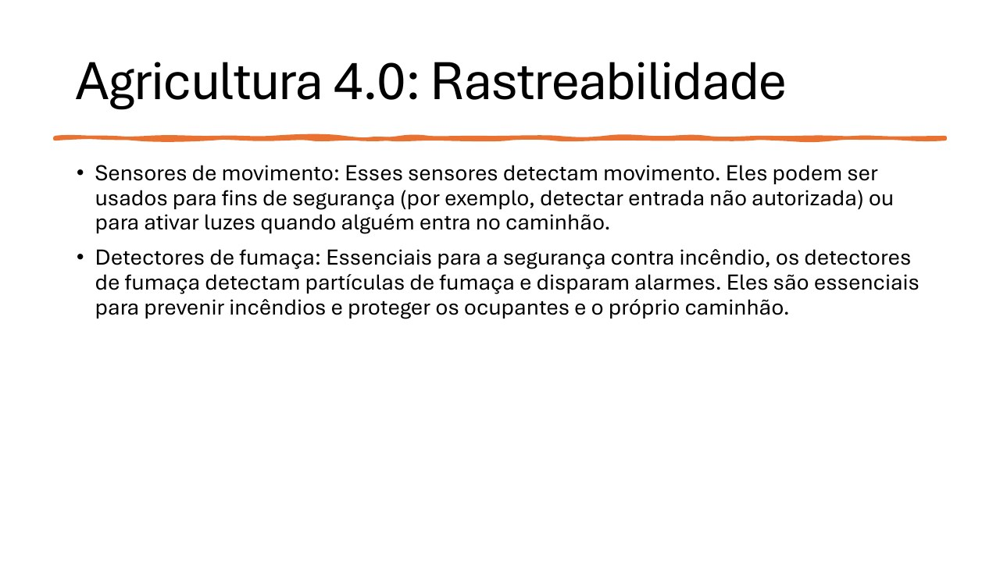 Agricultura 4.0: Rastreabilidade
• Sensores de movimento: Esses sensores detectam movimento. Eles podem ser
usados para fins de segurança (por exemplo, detectar entrada não autorizada) ou
para ativar luzes quando alguém entra no caminhão.
• Detectores de fumaça: Essenciais para a segurança contra incêndio, os detectores
de fumaça detectam partículas de fumaça e disparam alarmes. Eles são essenciais
para prevenir incêndios e proteger os ocupantes e o próprio caminhão.